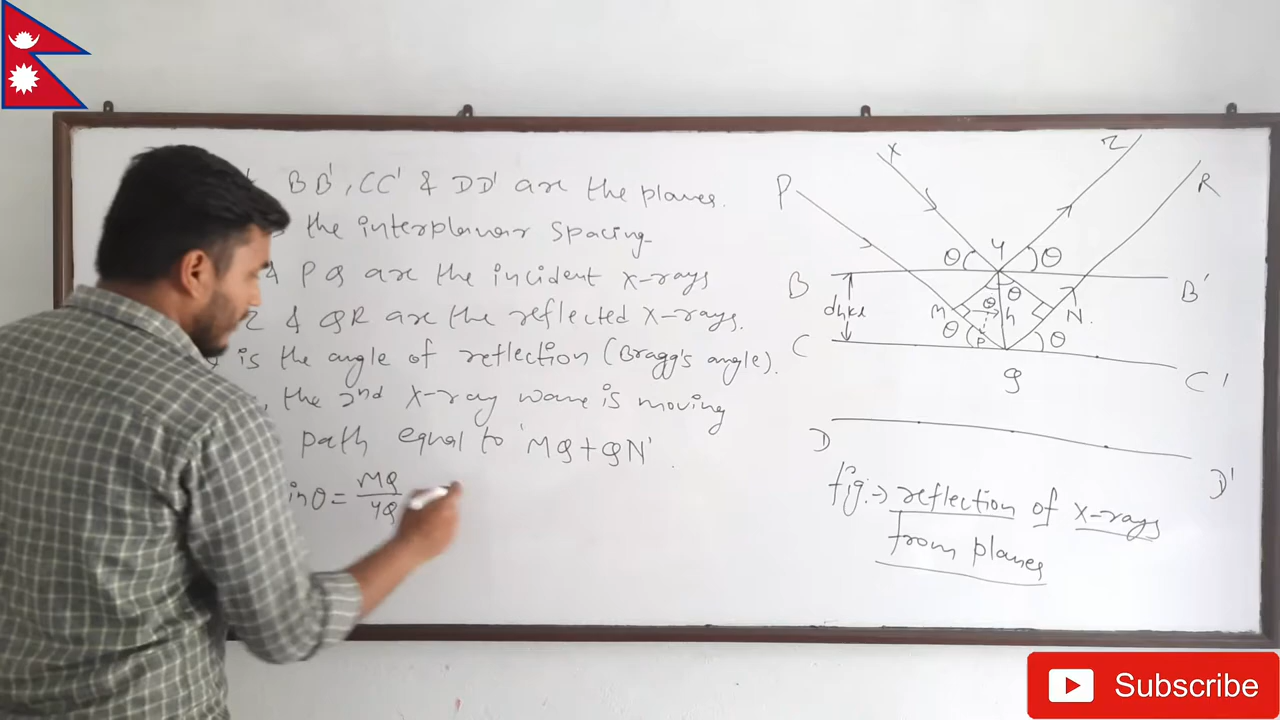 BB', CC' & DD' are the planes.
the interplanar spacing
& PQ are the incident x-rays
& QR are the reflected x-rays.
is the angle of reflection (Bragg's angle).
the 2nd x-ray wave is moving
path equal to 'MQ+QN'.
inθ = MQ
YQ
X
Z
P
R
Y
θ
θ
B
B'
dhkl
M
θ
θ
h
N.
θ
P
θ
C
C'
Q
D
D'
fig:→ reflection of x-rays
from planes
Subscribe